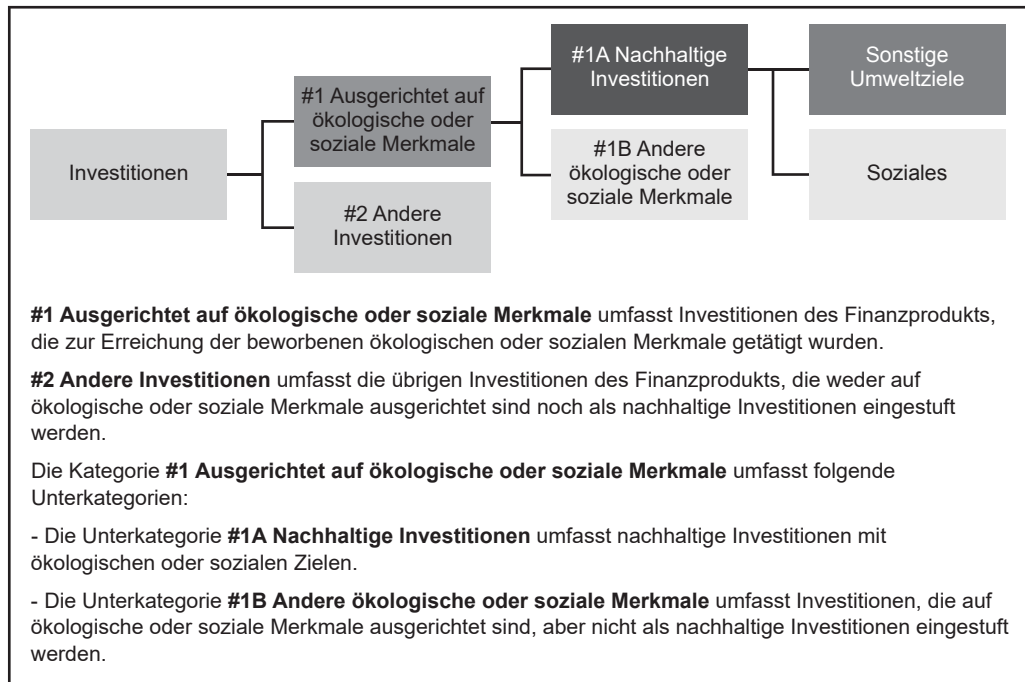 Investitionen
#1 Ausgerichtet auf
ökologische oder
soziale Merkmale
#2 Andere
Investitionen
#1A Nachhaltige
Investitionen
#1B Andere
ökologische oder
soziale Merkmale
Sonstige
Umweltziele
Soziales
#1 Ausgerichtet auf ökologische oder soziale Merkmale umfasst Investitionen des Finanzprodukts,
die zur Erreichung der beworbenen ökologischen oder sozialen Merkmale getätigt wurden.
#2 Andere Investitionen umfasst die übrigen Investitionen des Finanzprodukts, die weder auf
ökologische oder soziale Merkmale ausgerichtet sind noch als nachhaltige Investitionen eingestuft
werden.
Die Kategorie #1 Ausgerichtet auf ökologische oder soziale Merkmale umfasst folgende
Unterkategorien:
- Die Unterkategorie #1A Nachhaltige Investitionen umfasst nachhaltige Investitionen mit
ökologischen oder sozialen Zielen.
- Die Unterkategorie #1B Andere ökologische oder soziale Merkmale umfasst Investitionen, die auf
ökologische oder soziale Merkmale ausgerichtet sind, aber nicht als nachhaltige Investitionen eingestuft
werden.